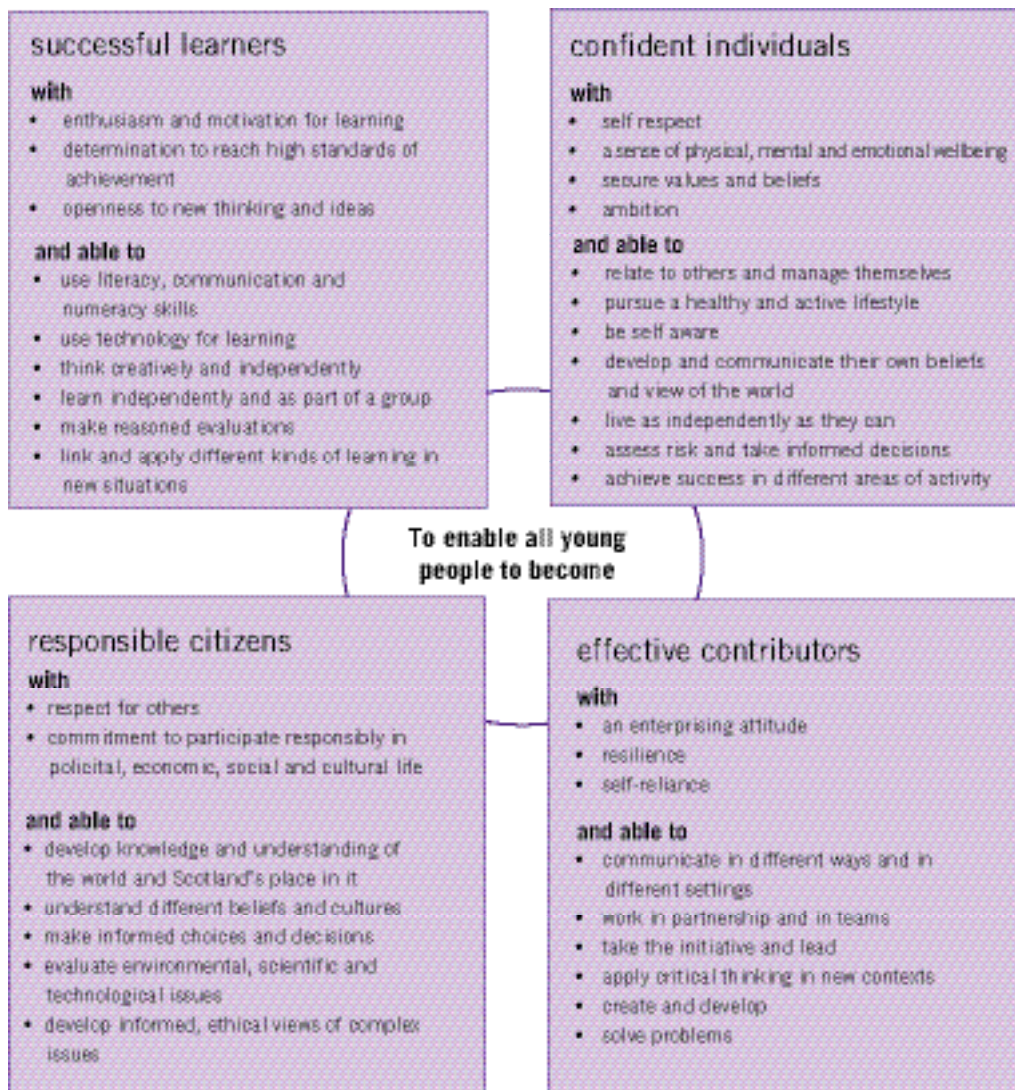 successful learners
with
• enthusiasm and motivation for learning
• determination to reach high standards of
achievement
• openness to new thinking and ideas
and able to
• use literacy, communication and
numeracy skills
• use technology for learning
• think creatively and independently
• learn independently and as part of a group
• make reasoned evaluations
• link and apply different kinds of learning in
new situations
confident individuals
with
• self respect
• a sense of physical, mental and emotional wellbeing
• secure values and beliefs
• ambition
and able to
• relate to others and manage themselves
• pursue a healthy and active lifestyle
• be self aware
• develop and communicate their own beliefs
and view of the world
• live as independently as they can
• assess risk and take informed decisions
• achieve success in different areas of activity
To enable all young
people to become
responsible citizens
with
• respect for others
• commitment to participate responsibly in
policital, economic, social and cultural life
and able to
• develop knowledge and understanding of
the world and Scotland's place in it
• understand different beliefs and cultures
• make informed choices and decisions
• evaluate environmental, scientific and
technological issues
• develop informed, ethical views of complex
issues
effective contributors
with
• an enterprising attitude
• resilience
• self-reliance
and able to
• communicate in different ways and in
different settings
• work in partnership and in teams
• take the initiative and lead
• apply critical thinking in new contexts
• create and develop
• solve problems